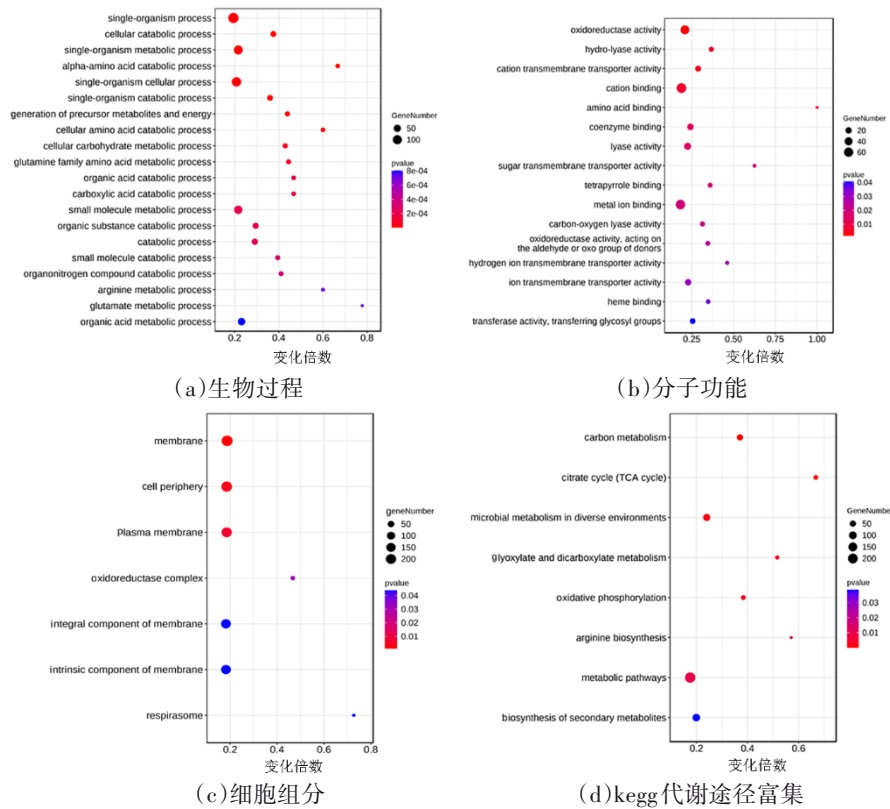 single-organism process
cellular catabolic process
single-organism metabolic process
alpha-amino acid catabolic process
single-organism cellular process
single-organism catabolic process
generation of precursor metabolites and energy
cellular amino acid catabolic process
cellular carbohydrate metabolic process
glutamine family amino acid metabolic process
organic acid catabolic process
carboxylic acid catabolic process
small molecule metabolic process
organic substance catabolic process
catabolic process
small molecule catabolic process
organonitrogen compound catabolic process
arginine metabolic process
glutamate metabolic process
organic acid metabolic process
0.2 0.4 0.6 0.8
变化倍数
GeneNumber
50
100
pvalue
8e-04
6e-04
4e-04
2e-04
(a)生物过程
oxidoreductase activity
hydro-lyase activity
cation transmembrane transporter activity
cation binding
amino acid binding
coenzyme binding
lyase activity
sugar transmembrane transporter activity
tetrapyrrole binding
metal ion binding
carbon-oxygen lyase activity
oxidoreductase activity, acting on
the aldehyde or oxo group of donors
hydrogen ion transmembrane transporter activity
ion transmembrane transporter activity
heme binding
transferase activity, transferring glycosyl groups
0.25 0.50 0.75 1.00
变化倍数
GeneNumber
20
40
60
pvalue
0.04
0.03
0.02
0.01
(b)分子功能
membrane
cell periphery
plasma membrane
oxidoreductase complex
integral component of membrane
intrinsic component of membrane
respirasome
0.2 0.4 0.6 0.8
变化倍数
geneNumber
50
100
150
200
pvalue
0.04
0.03
0.02
0.01
(c)细胞组分
carbon metabolism
citrate cycle (TCA cycle)
microbial metabolism in diverse environments
glyoxylate and dicarboxylate metabolism
oxidative phosphorylation
arginine biosynthesis
metabolic pathways
biosynthesis of secondary metabolites
0.2 0.4 0.6
变化倍数
GeneNumber
50
100
150
200
pvalue
0.03
0.02
0.01
(d)kegg代谢途径富集